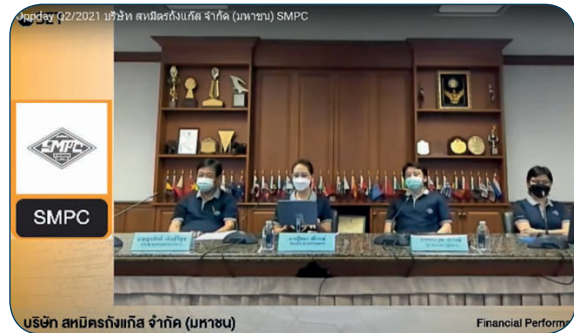 Oppday Q2/2021 บริษัท สหมิตรถังแก๊ส จำกัด (มหาชน) SMPC
SET
SMPC
SMPC
บริษัท สหมิตรถังแก๊ส จำกัด (มหาชน)
Financial Perform